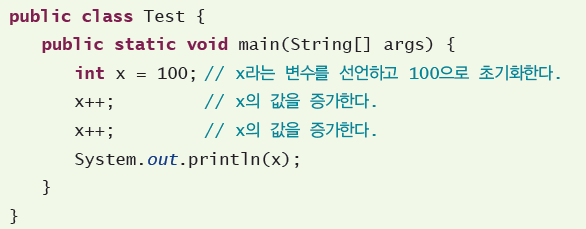 public class Test {
public static void main(String[] args) {
int x = 100; // x라는 변수를 선언하고 100으로 초기화한다.
x++; // x의 값을 증가한다.
x++; // x의 값을 증가한다.
System.out.println(x);
}
}